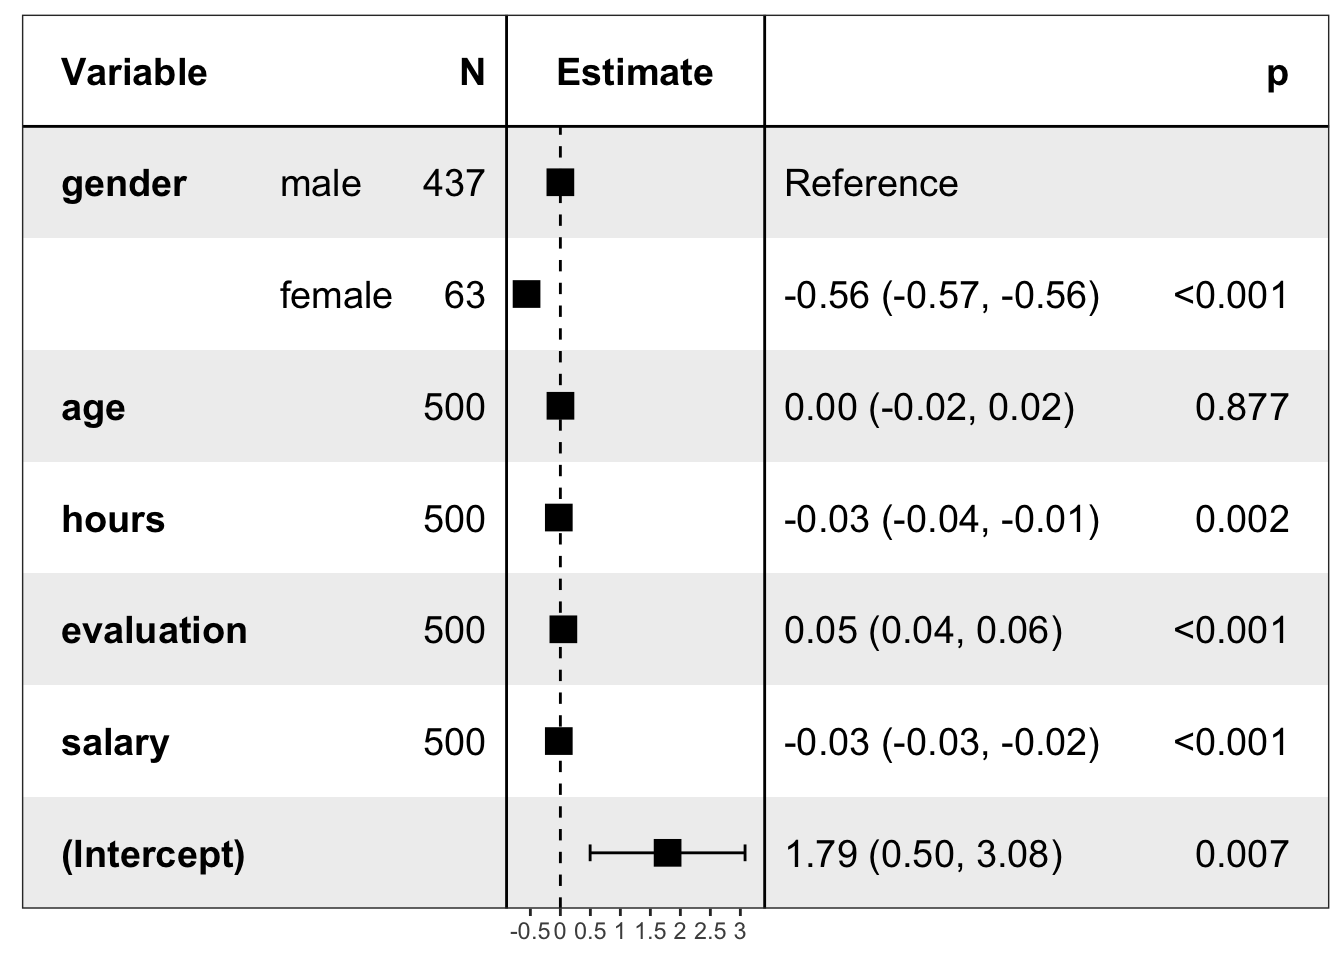 Variable N Estimate p
gender male 437 Reference
female 63 -0.56 (-0.57, -0.56) <0.001
age 500 0.00 (-0.02, 0.02) 0.877
hours 500 -0.03 (-0.04, -0.01) 0.002
evaluation 500 0.05 (0.04, 0.06) <0.001
salary 500 -0.03 (-0.03, -0.02) <0.001
(Intercept) 1.79 (0.50, 3.08) 0.007
-0.5 0 0.5 1 1.5 2 2.5 3